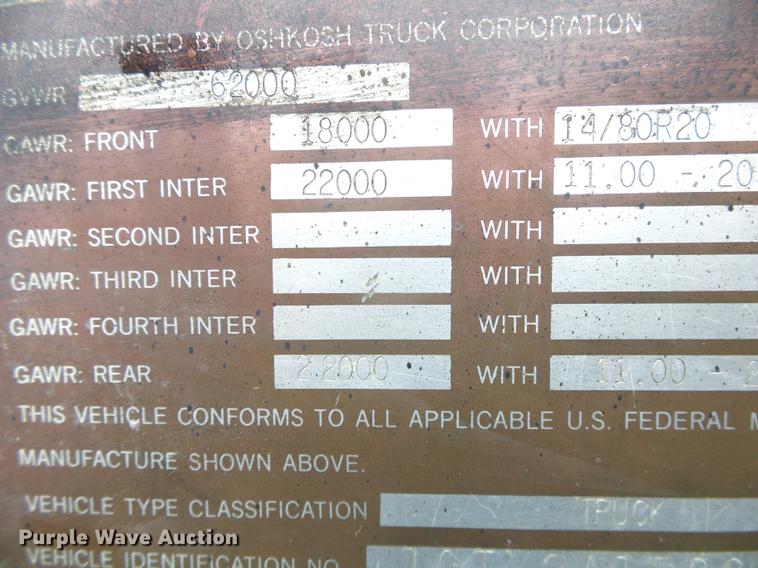 MANUFACTURED BY OSHKOSH TRUCK CORPORATION
GVWR 62000
GAWR: FRONT 18000 WITH 14/80R20
GAWR: FIRST INTER 22000 WITH 11.00 - 20
GAWR: SECOND INTER WITH
GAWR: THIRD INTER WITH
GAWR: FOURTH INTER WITH
GAWR: REAR 22000 WITH 11.00 - 2
THIS VEHICLE CONFORMS TO ALL APPLICABLE U.S. FEDERAL M
MANUFACTURE SHOWN ABOVE.
VEHICLE TYPE CLASSIFICATION TRUCK
Purple Wave Auction
VEHICLE IDENTIFICATION NO.